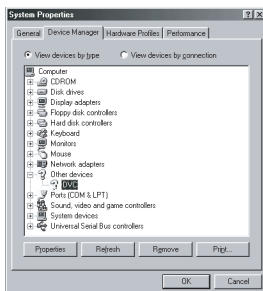 System Properties
General Device Manager Hardware Profiles Performance
View devices by type View devices by connection
Computer
CDROM
Disk drives
Display adapters
Floppy disk controllers
Hard disk controllers
Keyboard
Monitors
Mouse
Network adapters
Other devices
DVC
Ports (COM & LPT)
Sound, video and game controllers
System devices
Universal Serial Bus controllers
Properties Refresh Remove Print...
OK Cancel